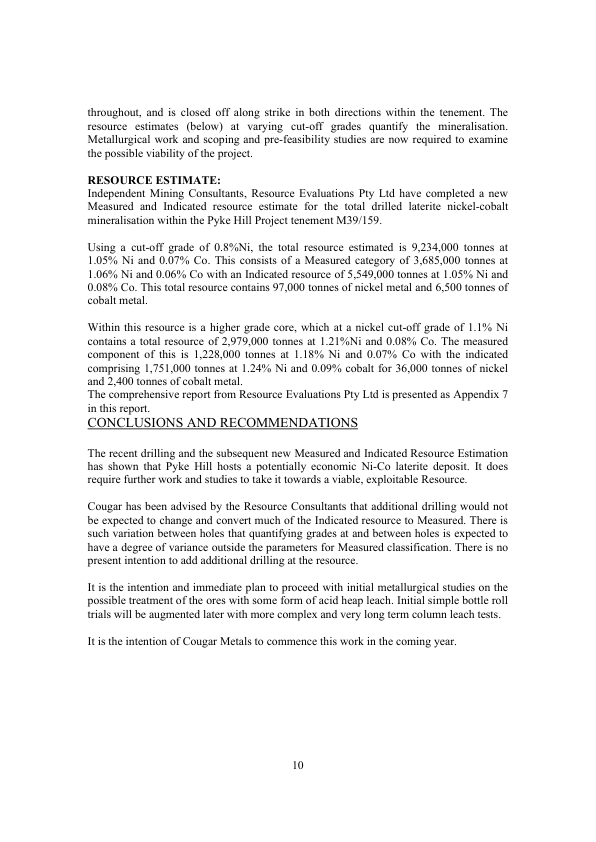 throughout, and is closed off along strike in both directions within the tenement. The
resource estimates (below) at varying cut-off grades quantify the mineralisation.
Metallurgical work and scoping and pre-feasibility studies are now required to examine
the possible viability of the project.
RESOURCE ESTIMATE:
Independent Mining Consultants, Resource Evaluations Pty Ltd have completed a new
Measured and Indicated resource estimate for the total drilled laterite nickel-cobalt
mineralisation within the Pyke Hill Project tenement M39/159.
Using a cut-off grade of 0.8%Ni, the total resource estimated is 9,234,000 tonnes at
1.05% Ni and 0.07% Co. This consists of a Measured category of 3,685,000 tonnes at
1.06% Ni and 0.06% Co with an Indicated resource of 5,549,000 tonnes at 1.05% Ni and
0.08% Co. This total resource contains 97,000 tonnes of nickel metal and 6,500 tonnes of
cobalt metal.
Within this resource is a higher grade core, which at a nickel cut-off grade of 1.1% Ni
contains a total resource of 2,979,000 tonnes at 1.21%Ni and 0.08% Co. The measured
component of this is 1,228,000 tonnes at 1.18% Ni and 0.07% Co with the indicated
comprising 1,751,000 tonnes at 1.24% Ni and 0.09% cobalt for 36,000 tonnes of nickel
and 2,400 tonnes of cobalt metal.
The comprehensive report from Resource Evaluations Pty Ltd is presented as Appendix 7
in this report.
CONCLUSIONS AND RECOMMENDATIONS
The recent drilling and the subsequent new Measured and Indicated Resource Estimation
has shown that Pyke Hill hosts a potentially economic Ni-Co laterite deposit. It does
require further work and studies to take it towards a viable, exploitable Resource.
Cougar has been advised by the Resource Consultants that additional drilling would not
be expected to change and convert much of the Indicated resource to Measured. There is
such variation between holes that quantifying grades at and between holes is expected to
have a degree of variance outside the parameters for Measured classification. There is no
present intention to add additional drilling at the resource.
It is the intention and immediate plan to proceed with initial metallurgical studies on the
possible treatment of the ores with some form of acid heap leach. Initial simple bottle roll
trials will be augmented later with more complex and very long term column leach tests.
It is the intention of Cougar Metals to commence this work in the coming year.
10